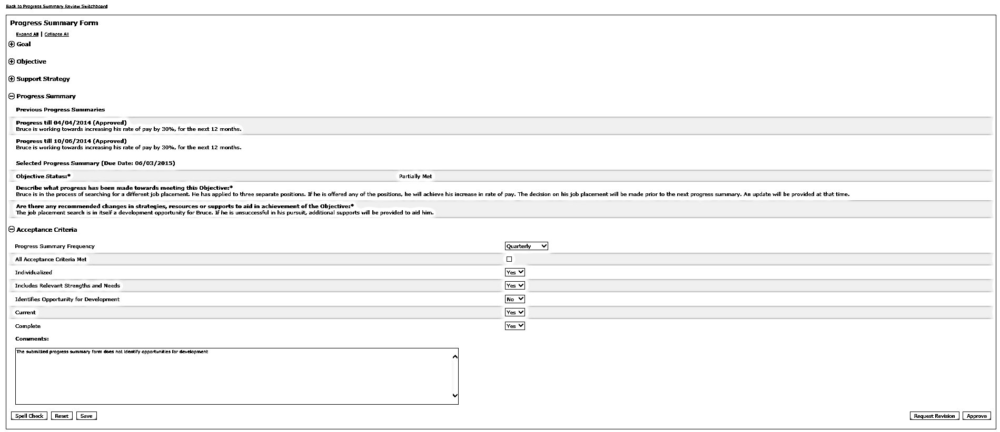 Back to Progress Summary Review Switchboard
Progress Summary Form
Expand All | Collapse All
Goal
Objective
Support Strategy
Progress Summary
Previous Progress Summaries
Progress till 04/04/2014 (Approved)
Bruce is working towards increasing his rate of pay by 30%, for the next 12 months.
Progress till 10/06/2014 (Approved)
Bruce is working towards increasing his rate of pay by 30%, for the next 12 months.
Selected Progress Summary (Due Date: 06/03/2015)
Objective Status:* Partially Met
Describe what progress has been made towards meeting this Objective:*
Bruce is in the process of searching for a different job placement. He has applied to three separate positions. If he is offered any of the positions, he will achieve his increase in rate of pay. The decision on his job placement will be made prior to the next progress summary. An update will be provided at that time.
Are there any recommended changes in strategies, resources or supports to aid in achievement of the Objective:*
The job placement search is in itself a development opportunity for Bruce. If he is unsuccessful in his pursuit, additional supports will be provided to aid him.
Acceptance Criteria
Progress Summary Frequency Quarterly
All Acceptance Criteria Met
Individualized Yes
Includes Relevant Strengths and Needs Yes
Identifies Opportunity for Development No
Current Yes
Complete Yes
Comments:
The submitted progress summary form does not identify opportunities for development
Spell Check Reset Save Request Revision Approve